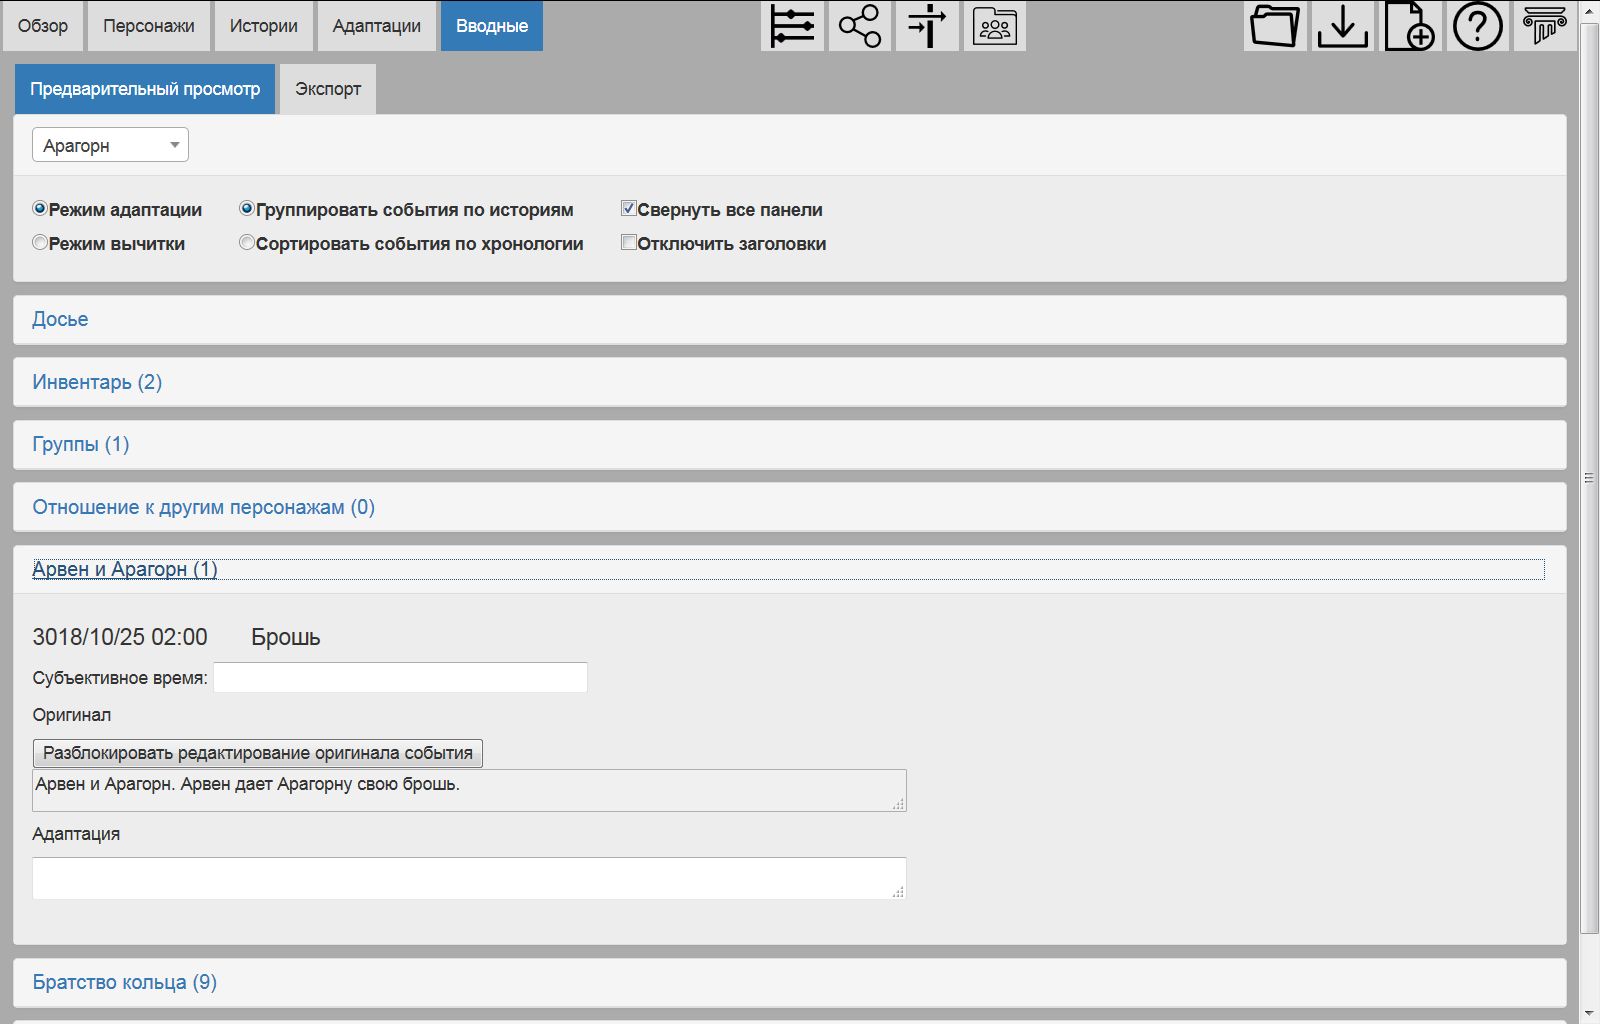 Обзор Персонажи Истории Адаптации Вводные
Предварительный просмотр Экспорт
Арагорн
Режим адаптации Группировать события по историям Свернуть все панели
Режим вычитки Сортировать события по хронологии Отключить заголовки
Досье
Инвентарь (2)
Группы (1)
Отношение к другим персонажам (0)
Арвен и Арагорн (1)
3018/10/25 02:00 Брошь
Субъективное время:
Оригинал
Разблокировать редактирование оригинала события
Арвен и Арагорн. Арвен дает Арагорну свою брошь.
Адаптация
Братство кольца (9)